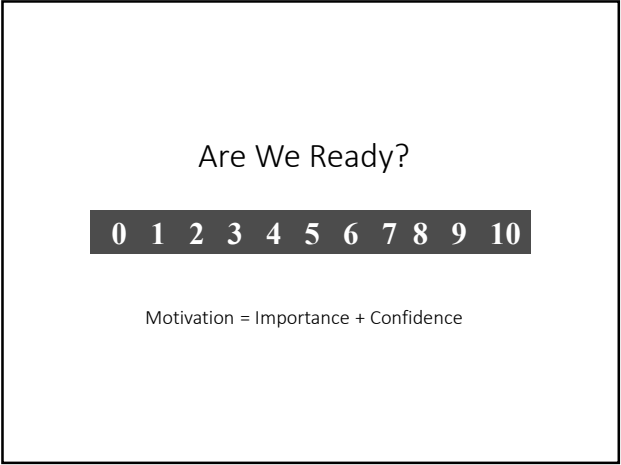 Are We Ready?
0 1 2 3 4 5 6 7 8 9 10
Motivation = Importance + Confidence